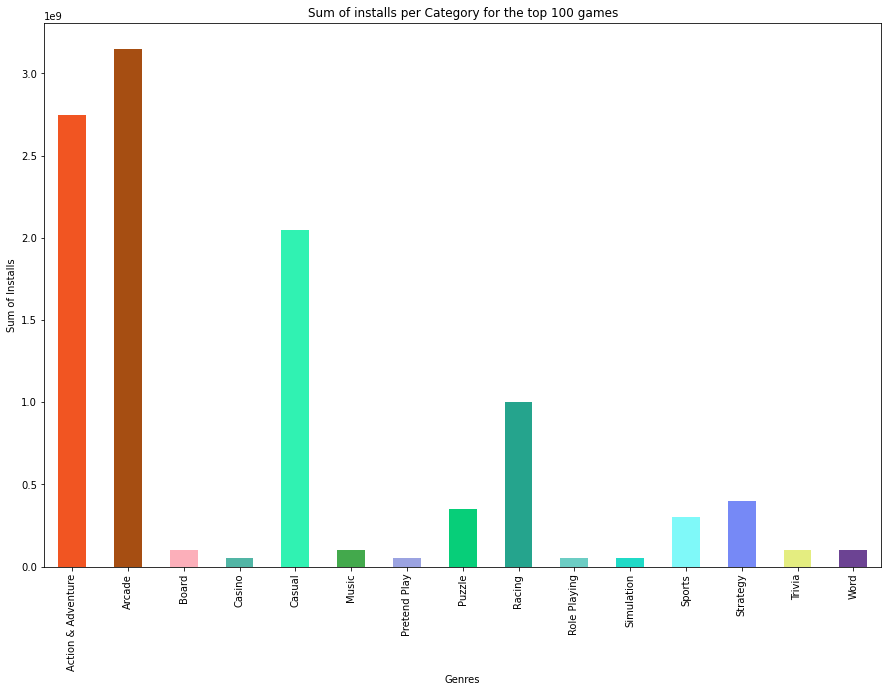 Sum of installs per Category for the top 100 games
1e9
3.0
2.5
2.0
1.5
1.0
0.5
0.0
Sum of Installs
Action & Adventure
Arcade
Board
Casino
Casual
Music
Pretend Play
Puzzle
Racing
Role Playing
Simulation
Sports
Strategy
Trivia
Word
Genres